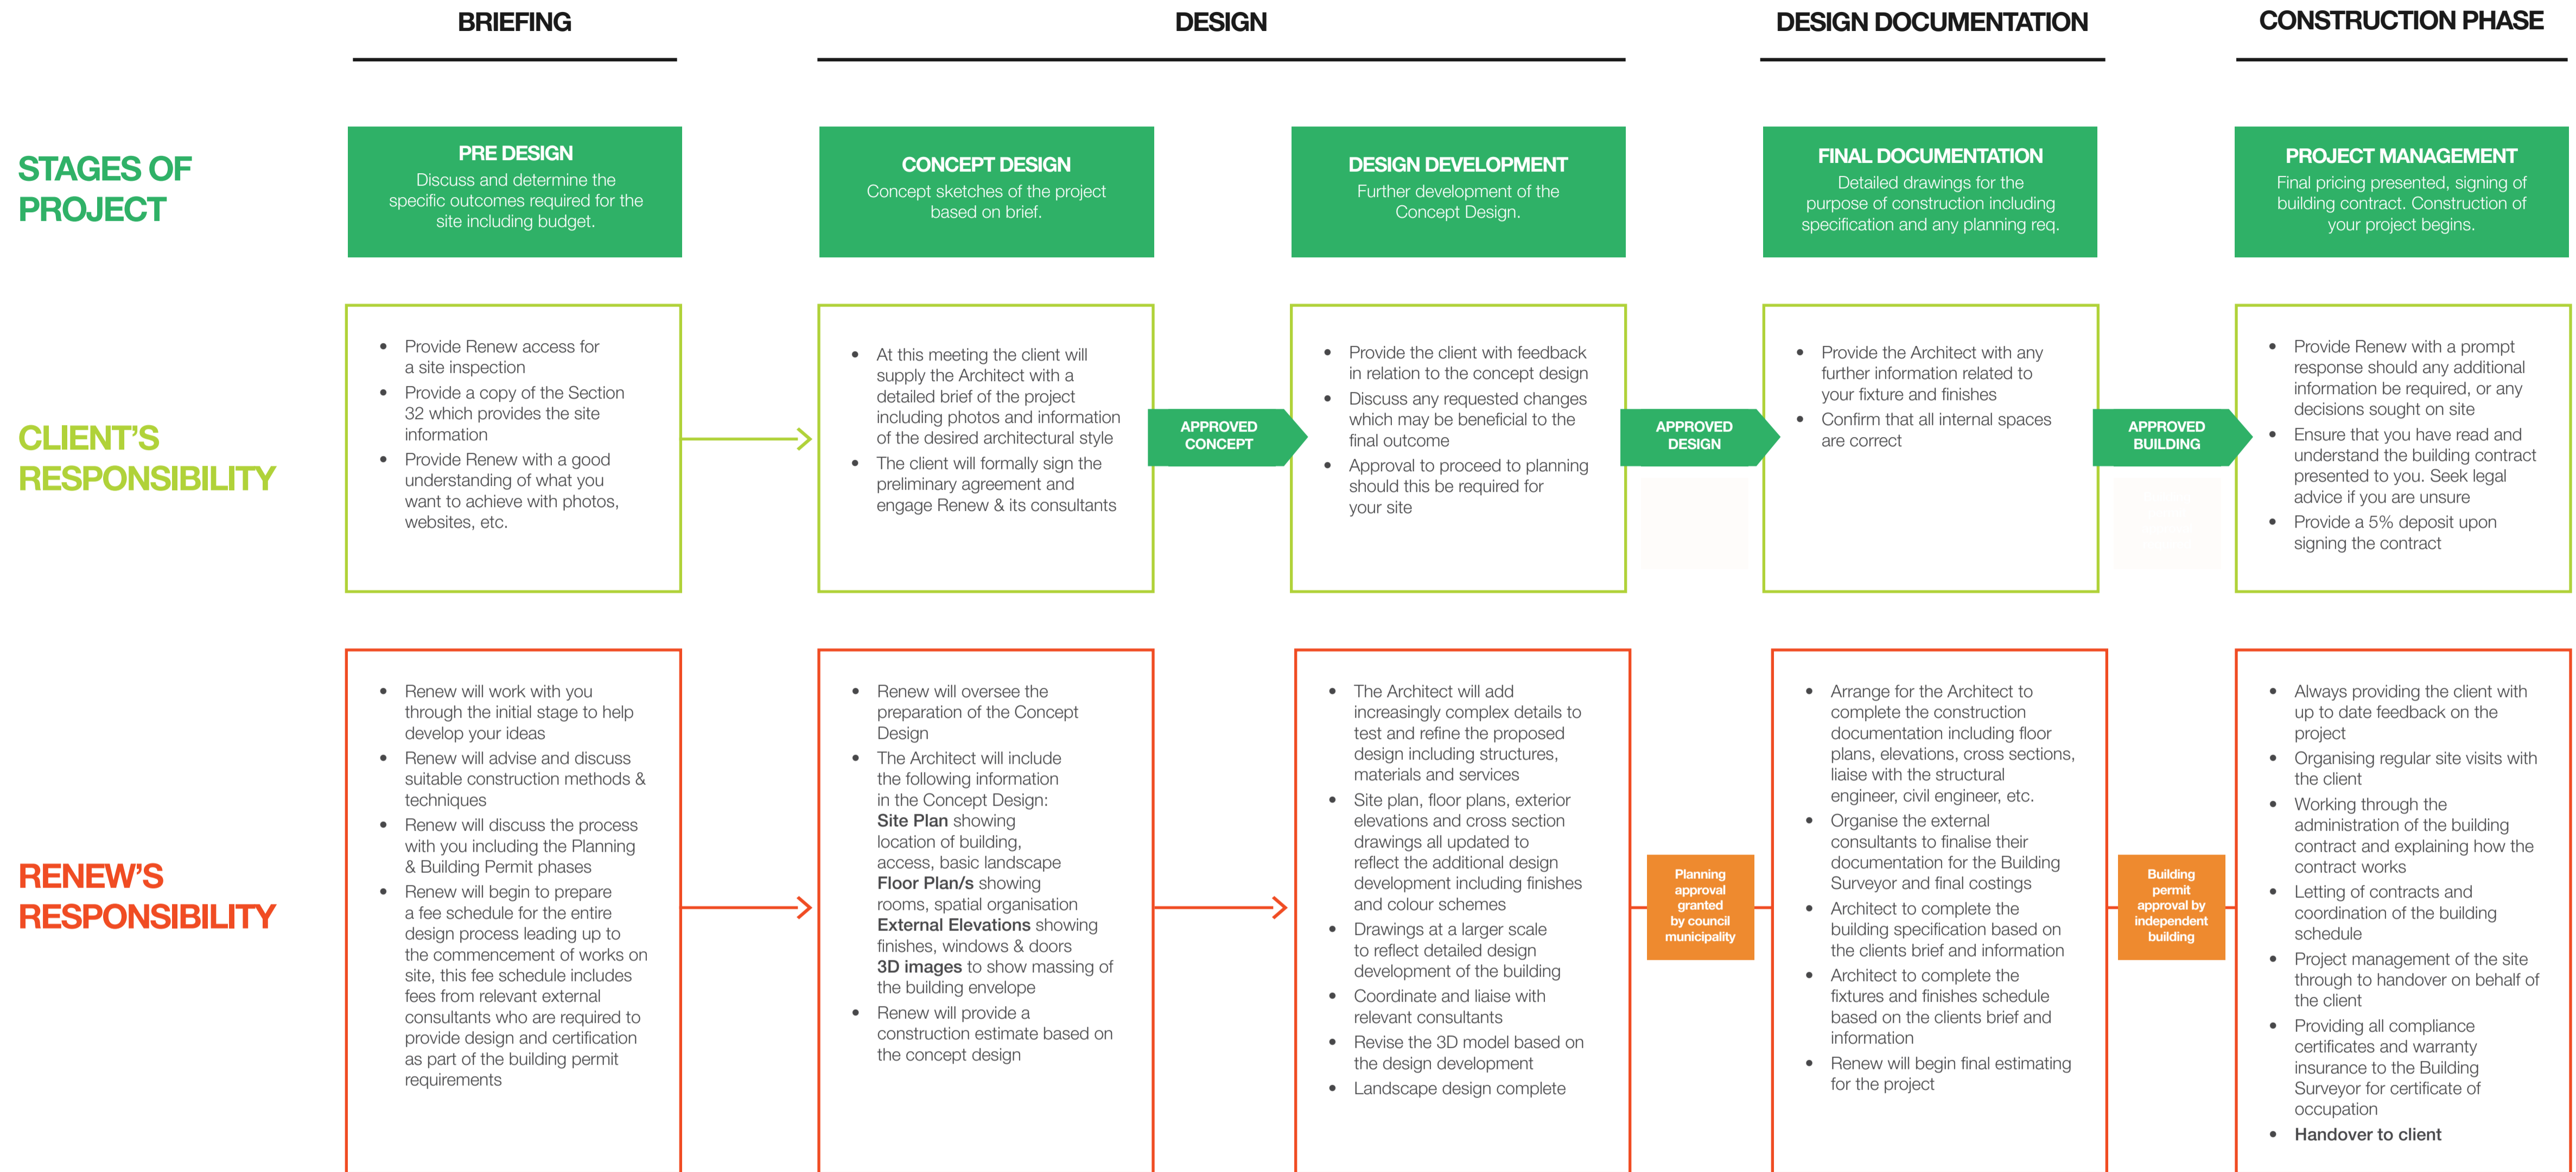 BRIEFING
DESIGN
DESIGN DOCUMENTATION
CONSTRUCTION PHASE
STAGES OF
PROJECT
PRE DESIGN
Discuss and determine the
specific outcomes required for the
site including budget.
CONCEPT DESIGN
Concept sketches of the project
based on brief.
DESIGN DEVELOPMENT
Further development of the
Concept Design.
FINAL DOCUMENTATION
Detailed drawings for the
purpose of construction including
specification and any planning req.
PROJECT MANAGEMENT
Final pricing presented, signing of
building contract. Construction of
your project begins.
CLIENT'S
RESPONSIBILITY
• Provide Renew access for
a site inspection
• Provide a copy of the Section
32 which provides the site
information
• Provide Renew with a good
understanding of what you
want to achieve with photos,
websites, etc.
• At this meeting the client will
supply the Architect with a
detailed brief of the project
including photos and information
of the desired architectural style
• The client will formally sign the
preliminary agreement and
engage Renew & its consultants
APPROVED
CONCEPT
• Provide the client with feedback
in relation to the concept design
• Discuss any requested changes
which may be beneficial to the
final outcome
• Approval to proceed to planning
should this be required for
your site
APPROVED
DESIGN
• Provide the Architect with any
further information related to
your fixture and finishes
• Confirm that all internal spaces
are correct
APPROVED
BUILDING
• Provide Renew with a prompt
response should any additional
information be required, or any
decisions sought on site
• Ensure that you have read and
understand the building contract
presented to you. Seek legal
advice if you are unsure
• Provide a 5% deposit upon
signing the contract
RENEW'S
RESPONSIBILITY
• Renew will work with you
through the initial stage to help
develop your ideas
• Renew will advise and discuss
suitable construction methods &
techniques
• Renew will discuss the process
with you including the Planning
& Building Permit phases
• Renew will begin to prepare
a fee schedule for the entire
design process leading up to
the commencement of works on
site, this fee schedule includes
fees from relevant external
consultants who are required to
provide design and certification
as part of the building permit
requirements
• Renew will oversee the
preparation of the Concept
Design
• The Architect will include
the following information
in the Concept Design:
Site Plan showing
location of building,
access, basic landscape
Floor Plan/s showing
rooms, spatial organisation
External Elevations showing
finishes, windows & doors
3D images to show massing of
the building envelope
• Renew will provide a
construction estimate based on
the concept design
• The Architect will add
increasingly complex details to
test and refine the proposed
design including structures,
materials and services
• Site plan, floor plans, exterior
elevations and cross section
drawings all updated to
reflect the additional design
development including finishes
and colour schemes
• Drawings at a larger scale
to reflect detailed design
development of the building
• Coordinate and liaise with
relevant consultants
• Revise the 3D model based on
the design development
• Landscape design complete
Planning
approval
granted
by council
municipality
• Arrange for the Architect to
complete the construction
documentation including floor
plans, elevations, cross sections,
liaise with the structural
engineer, civil engineer, etc.
• Organise the external
consultants to finalise their
documentation for the Building
Surveyor and final costings
• Architect to complete the
building specification based on
the clients brief and information
• Architect to complete the
fixtures and finishes schedule
based on the clients brief and
information
• Renew will begin final estimating
for the project
Building
permit
approval by
independent
building
• Always providing the client with
up to date feedback on the
project
• Organising regular site visits with
the client
• Working through the
administration of the building
contract and explaining how the
contract works
• Letting of contracts and
coordination of the building
schedule
• Project management of the site
through to handover on behalf of
the client
• Providing all compliance
certificates and warranty
insurance to the Building
Surveyor for certificate of
occupation
• Handover to client